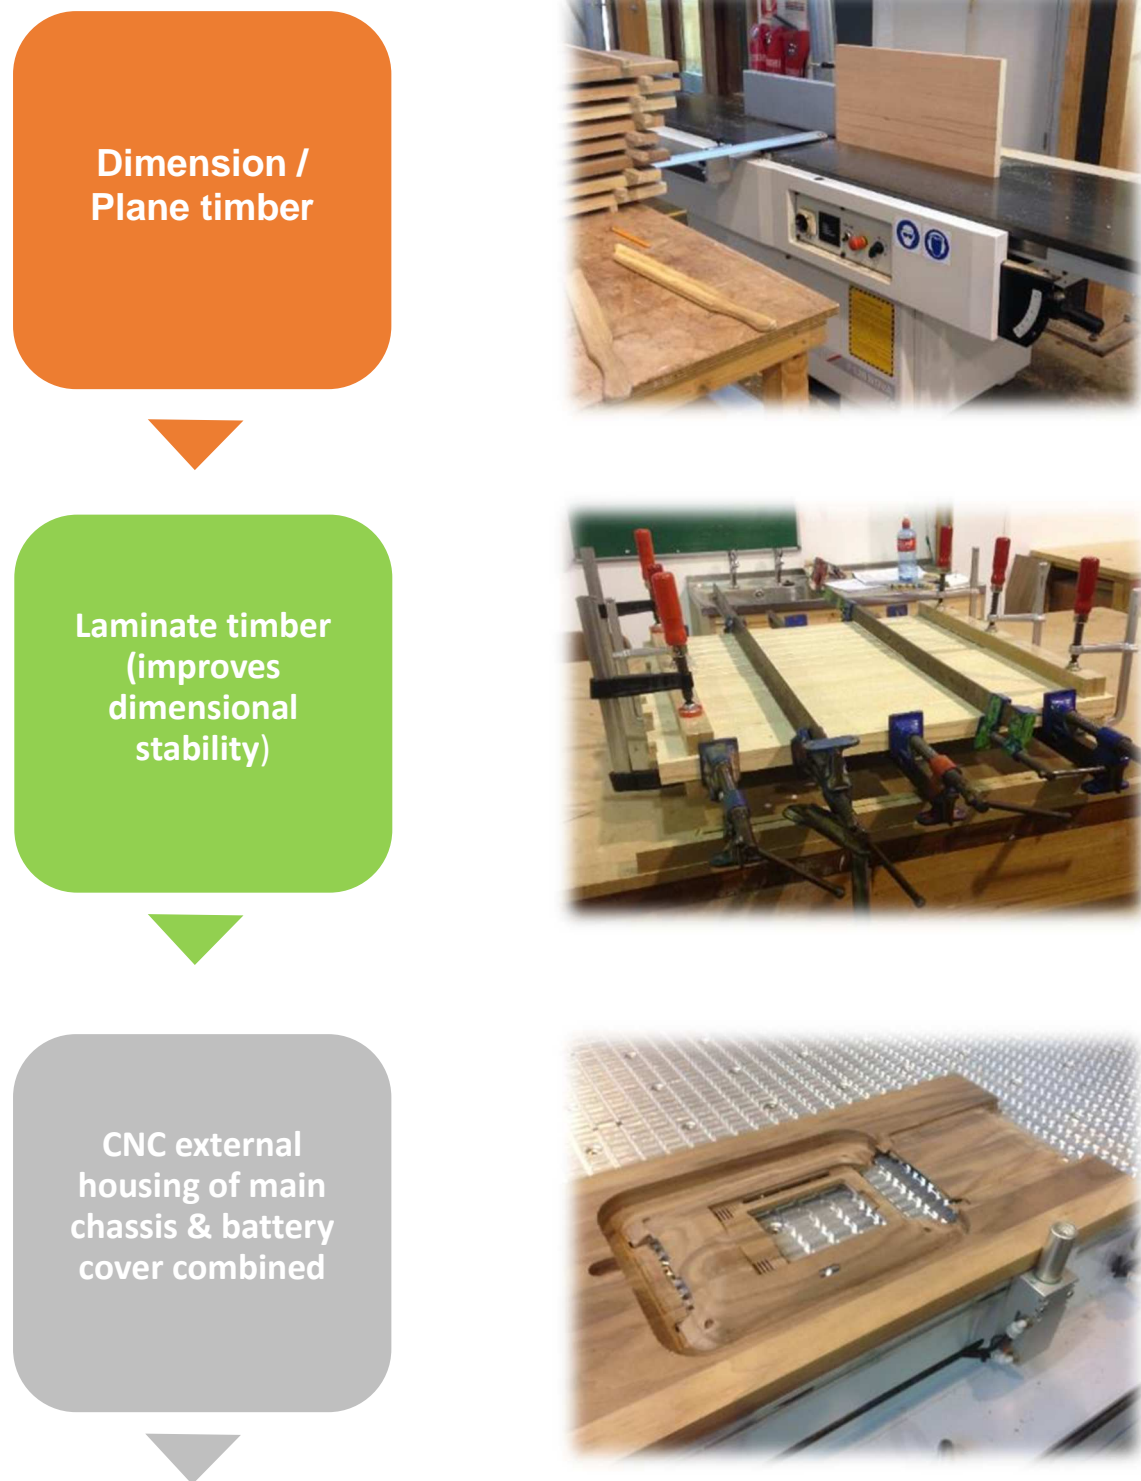 Dimension /
Plane timber
Laminate timber
(improves
dimensional
stability)
CNC external
housing of main
chassis & battery
cover combined